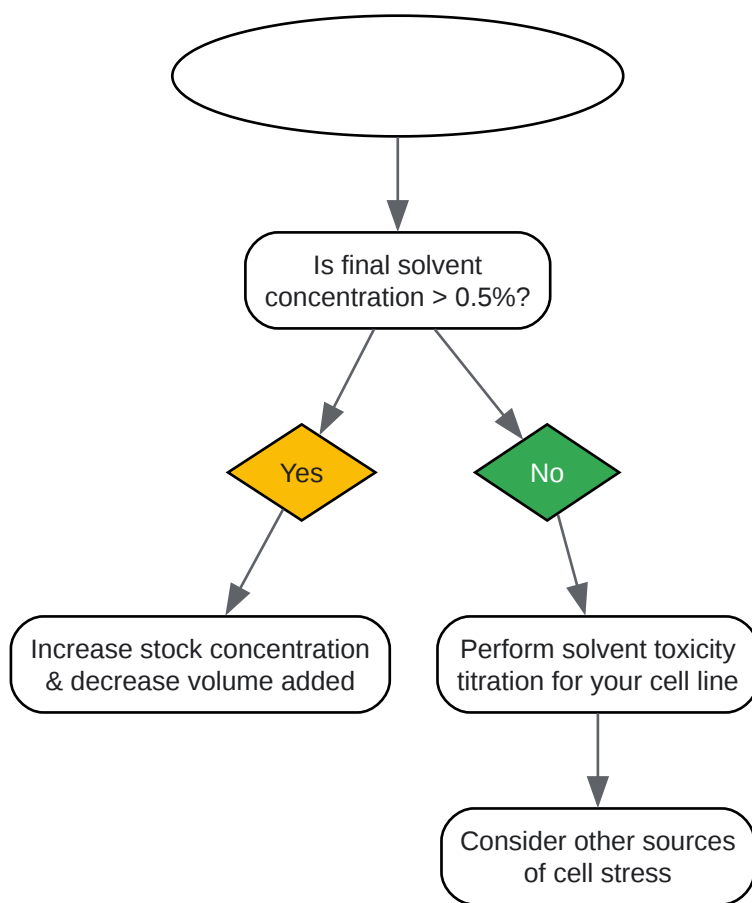 Is final solvent
concentration > 0.5%?
Yes
No
Increase stock concentration
& decrease volume added
Perform solvent toxicity
titration for your cell line
Consider other sources
of cell stress